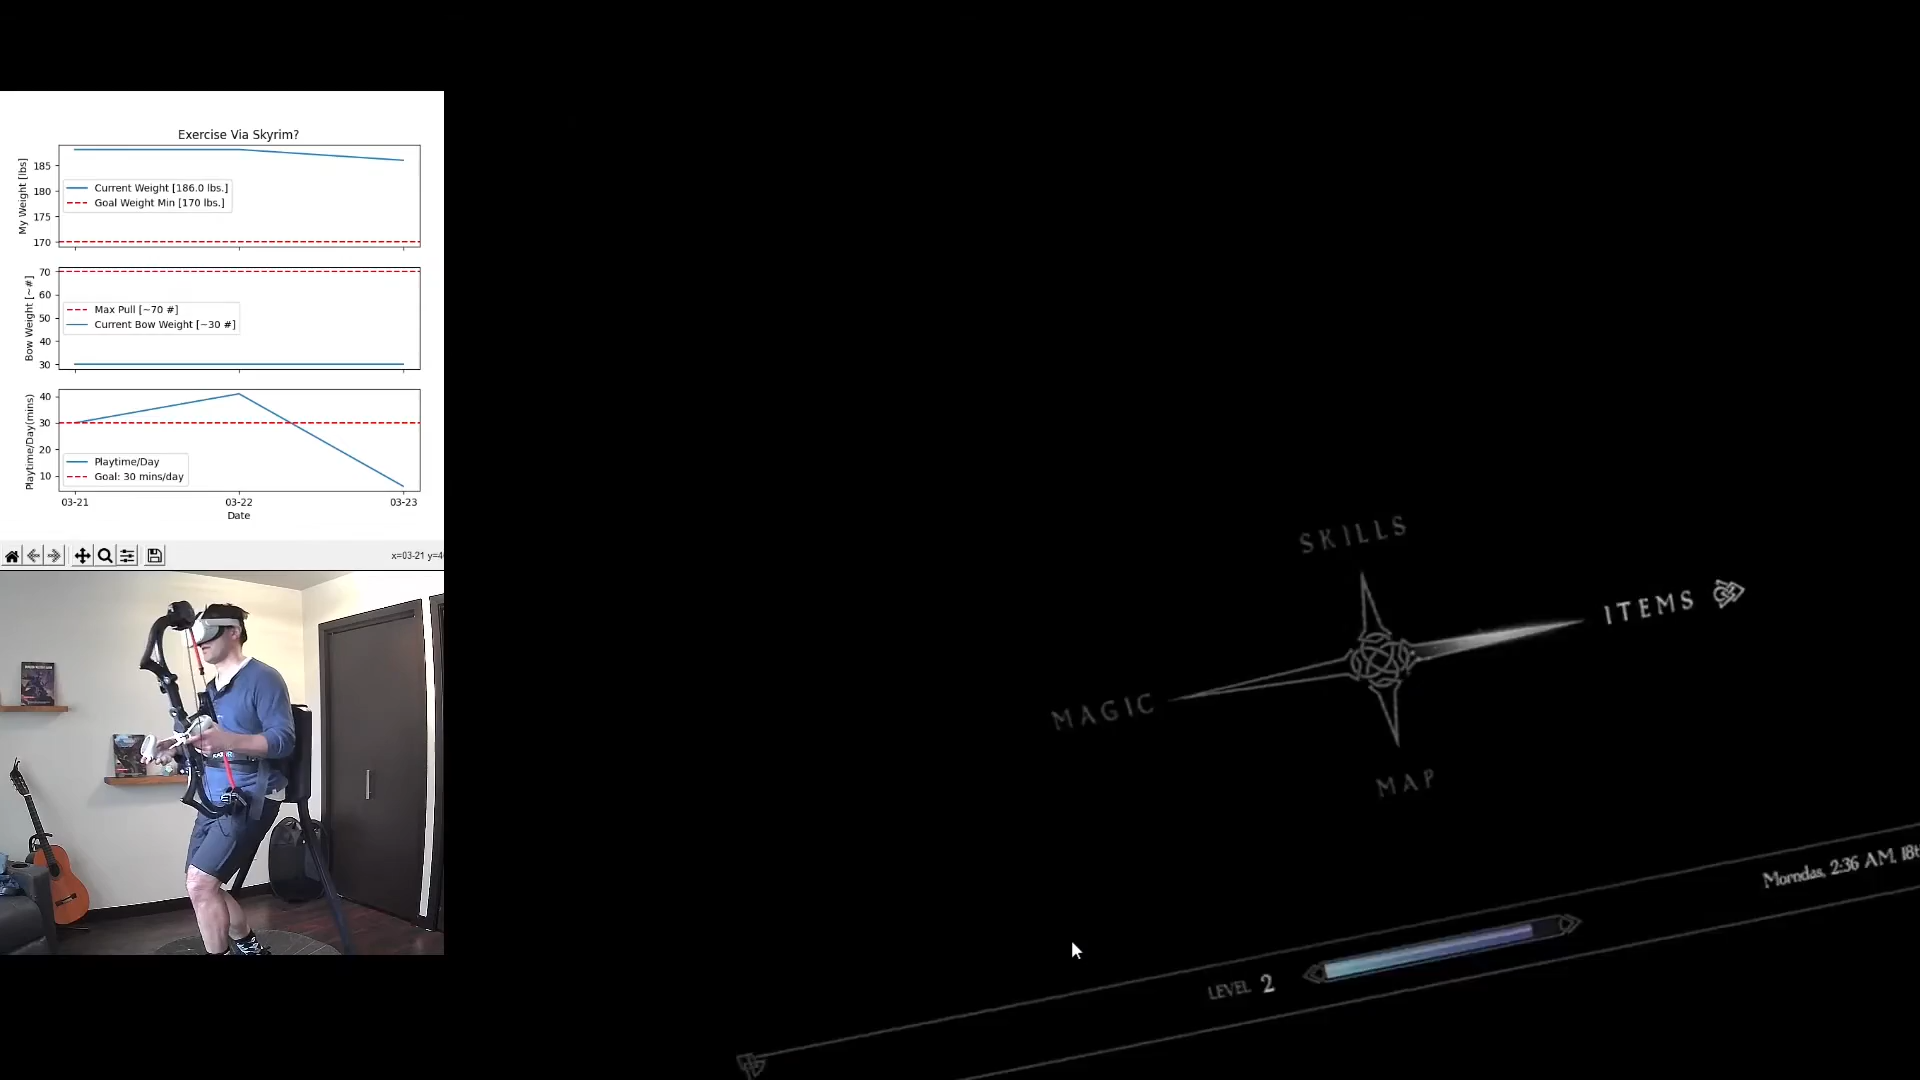 Exercise Via Skyrim?
My Weight [lbs]
185
180
175
170
Current Weight [186.0 lbs.]
Goal Weight Min [170 lbs.]
Bow Weight [~#]
70
60
50
40
30
Max Pull [~70 #]
Current Bow Weight [~30 #]
Playtime/Day(mins)
40
30
20
10
Playtime/Day
Goal: 30 mins/day
03-21 03-22 03-23
Date
x=03-21 y=4
SKILLS
ITEMS
MAGIC
MAP
Morndas, 2:36 AM, 18t
LEVEL 2